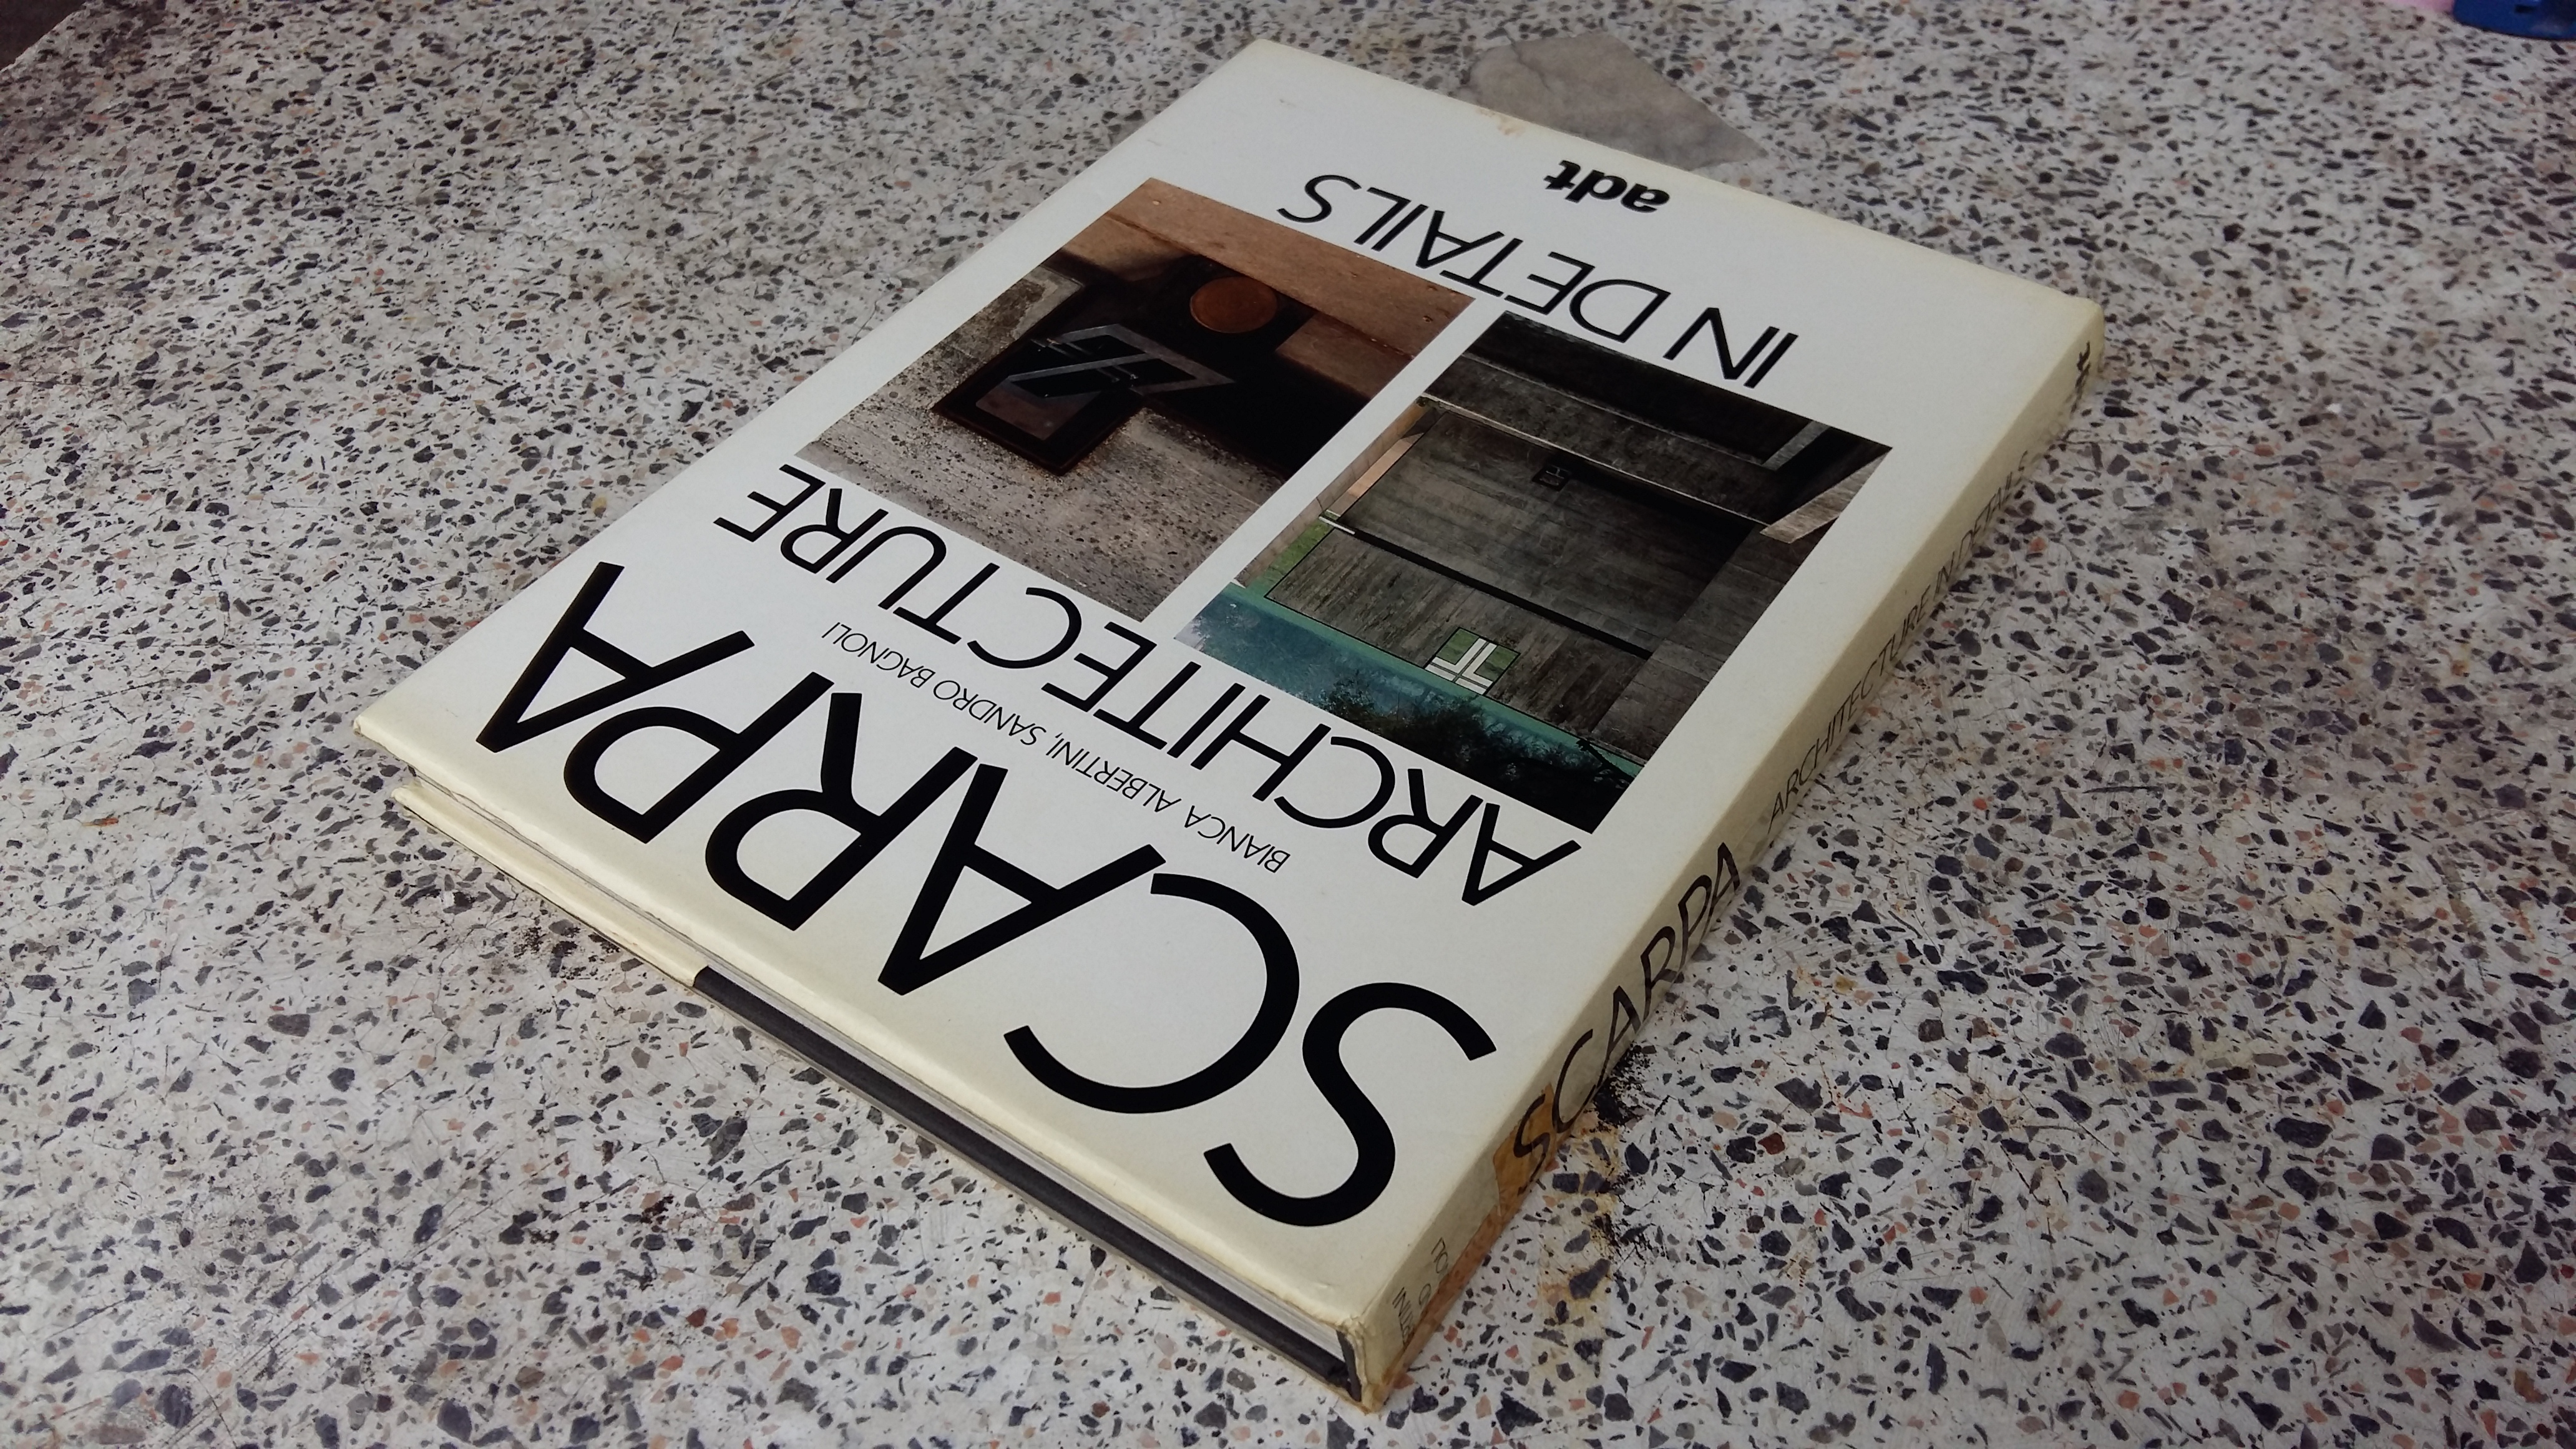 SCARPA
BIANCA ALBERTINI, SANDRO BAGNOLI
ARCHITECTURE
IN DETAILS
adt
SCARPA ARCHITECTURE IN DETAILS